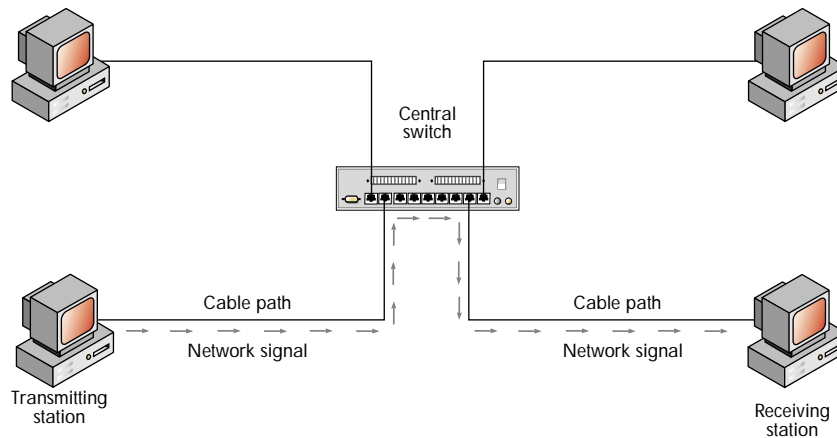 Central
switch
Cable path
Cable path
Network signal
Network signal
Transmitting
station
Receiving
station